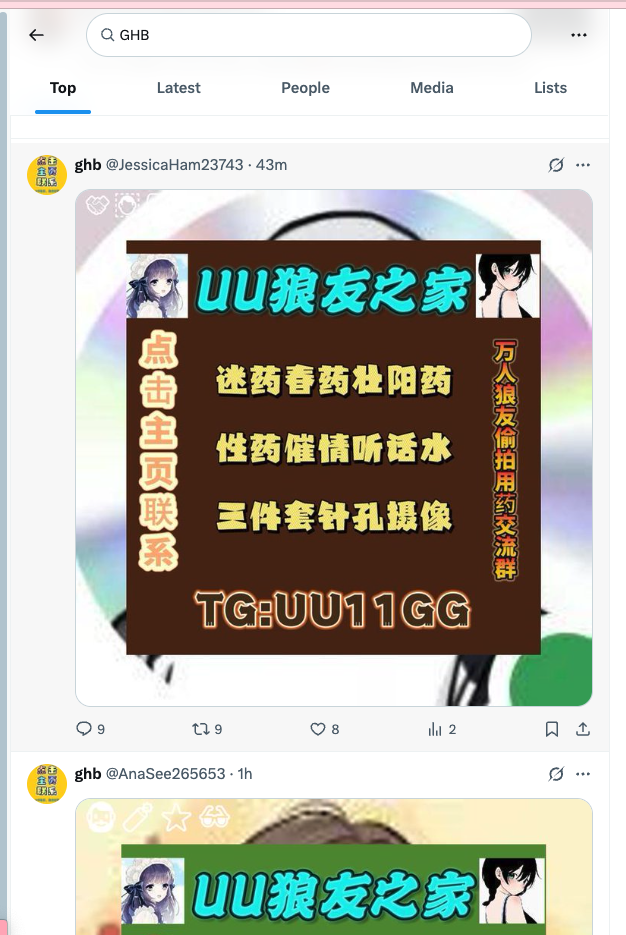 GHB
Top
Latest
People
Media
Lists
ghb @JessicaHam23743 · 43m
UU狼友之家
点击主页联系
迷药春药壮阳药
性药催情听话水
三件套针孔摄像
万人狼友偷拍用药交流群
TG:UU11GG
9
9
8
2
ghb @AnaSee265653 · 1h
UU狼友之家